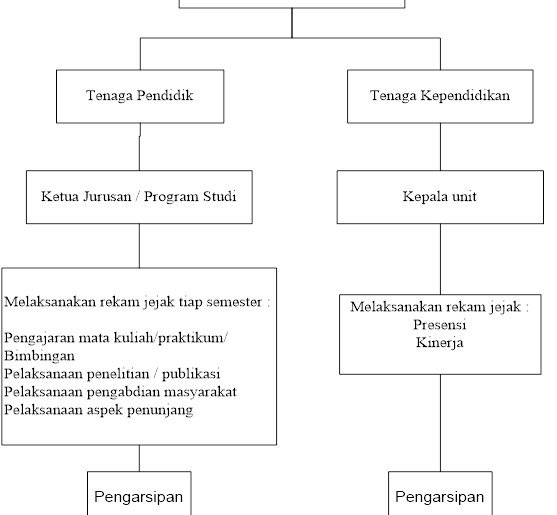 Tenaga Pendidik
Tenaga Kependidikan
Ketua Jurusan / Program Studi
Kepala unit
Melaksanakan rekam jejak tiap semester :
Pengajaran mata kuliah/praktikum/
Bimbingan
Pelaksanaan penelitian / publikasi
Pelaksanaan pengabdian masyarakat
Pelaksanaan aspek penunjang
Melaksanakan rekam jejak :
Presensi
Kinerja
Pengarsipan
Pengarsipan